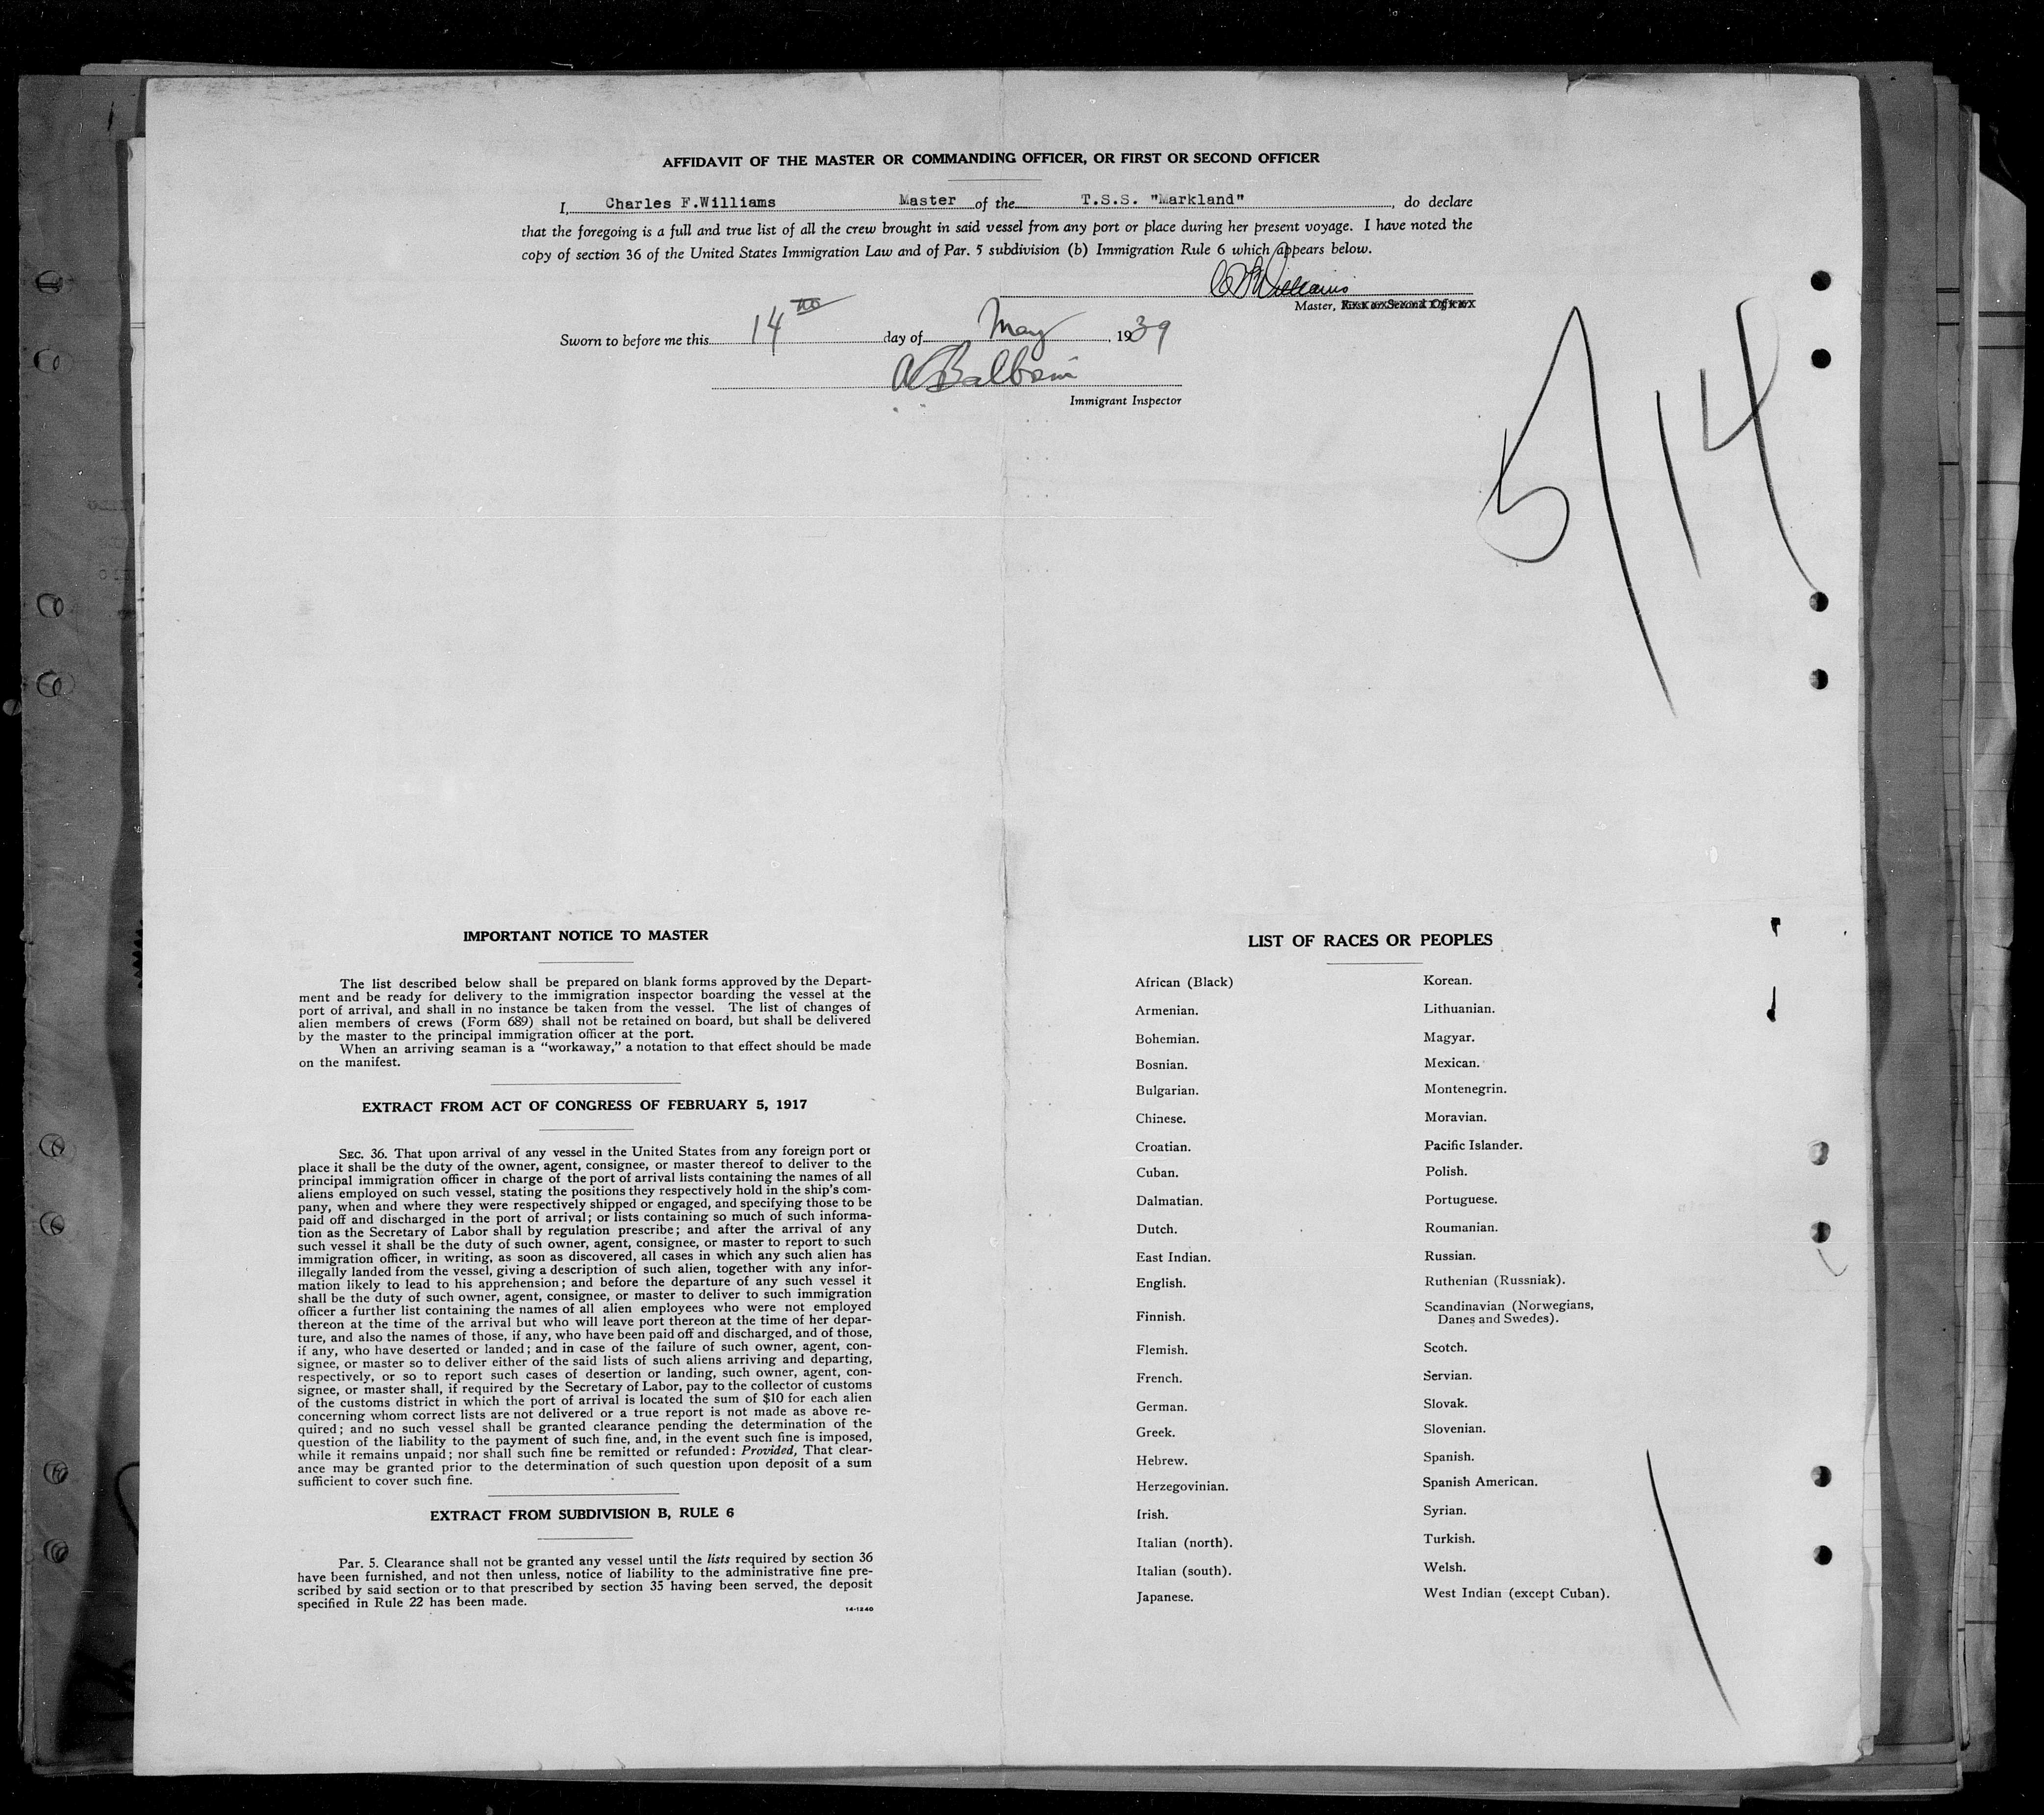 AFFIDAVIT OF THE MASTER OR COMMANDING OFFICER, OR FIRST OR SECOND OFFICER
I, Charles F.Williams Master of the T.S.S. "Markland", do declare
that the foregoing is a full and true list of all the crew brought in said vessel from any port or place during her present voyage. I have noted the
copy of section 36 of the United States Immigration Law and of Par. 5 subdivision (b) Immigration Rule 6 which appears below.
C F Williams
Master, First or Second Officer
Sworn to before me this 14th day of May, 1939
Immigrant Inspector
5/14
IMPORTANT NOTICE TO MASTER
The list described below shall be prepared on blank forms approved by the Depart-
ment and be ready for delivery to the immigration inspector boarding the vessel at the
port of arrival, and shall in no instance be taken from the vessel. The list of changes of
alien members of crews (Form 689) shall not be retained on board, but shall be delivered
by the master to the principal immigration officer at the port.
When an arriving seaman is a "workaway," a notation to that effect should be made
on the manifest.
EXTRACT FROM ACT OF CONGRESS OF FEBRUARY 5, 1917
SEC. 36. That upon arrival of any vessel in the United States from any foreign port or
place it shall be the duty of the owner, agent, consignee, or master thereof to deliver to the
principal immigration officer in charge of the port of arrival lists containing the names of all
aliens employed on such vessel, stating the positions they respectively hold in the ship's com-
pany, when and where they were respectively shipped or engaged, and specifying those to be
paid off and discharged in the port of arrival; or lists containing so much of such informa-
tion as the Secretary of Labor shall by regulation prescribe; and after the arrival of any
such vessel it shall be the duty of such owner, agent, consignee, or master to report to such
immigration officer, in writing, as soon as discovered, all cases in which any such alien has
illegally landed from the vessel, giving a description of such alien, together with any infor-
mation likely to lead to his apprehension; and before the departure of any such vessel it
shall be the duty of such owner, agent, consignee, or master to deliver to such immigration
officer a further list containing the names of all alien employees who were not employed
thereon at the time of the arrival but who will leave port thereon at the time of her depar-
ture, and also the names of those, if any, who have been paid off and discharged, and of those,
if any, who have deserted or landed; and in case of the failure of such owner, agent, con-
signee, or master so to deliver either of the said lists of such aliens arriving and departing,
respectively, or so to report such cases of desertion or landing, such owner, agent, con-
signee, or master shall, if required by the Secretary of Labor, pay to the collector of customs
of the customs district in which the port of arrival is located the sum of $10 for each alien
concerning whom correct lists are not delivered or a true report is not made as above re-
quired; and no such vessel shall be granted clearance pending the determination of the
question of the liability to the payment of such fine, and, in the event such fine is imposed,
while it remains unpaid; nor shall such fine be remitted or refunded: Provided, That clear-
ance may be granted prior to the determination of such question upon deposit of a sum
sufficient to cover such fine.
EXTRACT FROM SUBDIVISION B, RULE 6
Par. 5. Clearance shall not be granted any vessel until the lists required by section 36
have been furnished, and not then unless, notice of liability to the administrative fine pre-
scribed by said section or to that prescribed by section 35 having been served, the deposit
specified in Rule 22 has been made.
14-1240
LIST OF RACES OR PEOPLES
African (Black)
Armenian.
Bohemian.
Bosnian.
Bulgarian.
Chinese.
Croatian.
Cuban.
Dalmatian.
Dutch.
East Indian.
English.
Finnish.
Flemish.
French.
German.
Greek.
Hebrew.
Herzegovinian.
Irish.
Italian (north).
Italian (south).
Japanese.
Korean.
Lithuanian.
Magyar.
Mexican.
Montenegrin.
Moravian.
Pacific Islander.
Polish.
Portuguese.
Roumanian.
Russian.
Ruthenian (Russniak).
Scandinavian (Norwegians,
Danes and Swedes).
Scotch.
Servian.
Slovak.
Slovenian.
Spanish.
Spanish American.
Syrian.
Turkish.
Welsh.
West Indian (except Cuban).